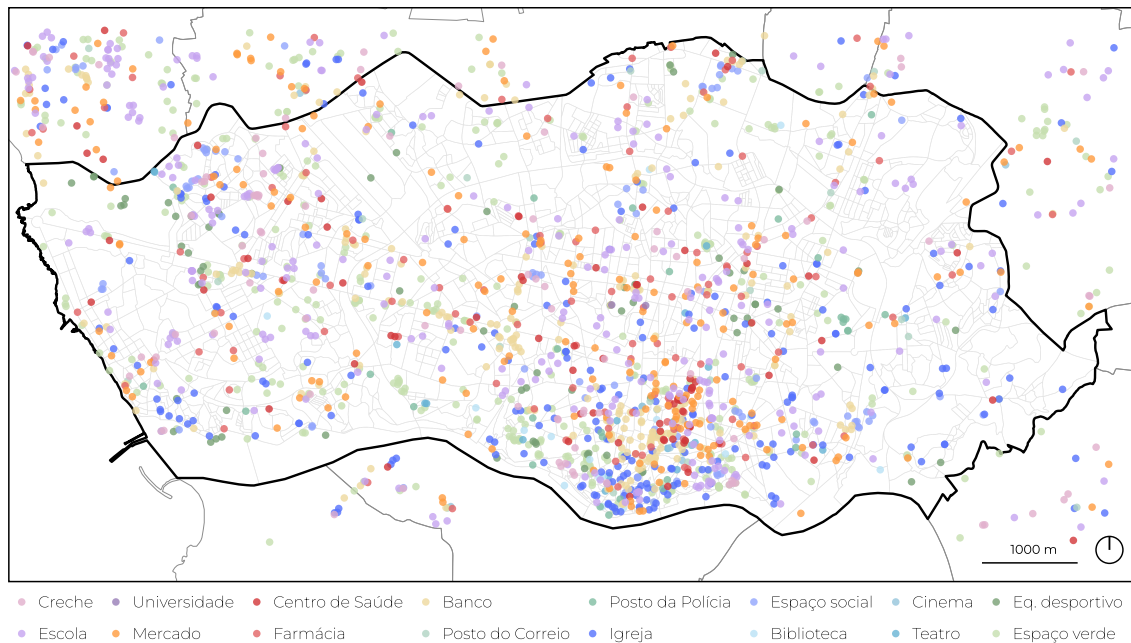 1000 m
Creche Universidade Centro de Saúde Banco Posto da Polícia Espaço social Cinema Eq. desportivo
Escola Mercado Farmácia Posto do Correio Igreja Biblioteca Teatro Espaço verde